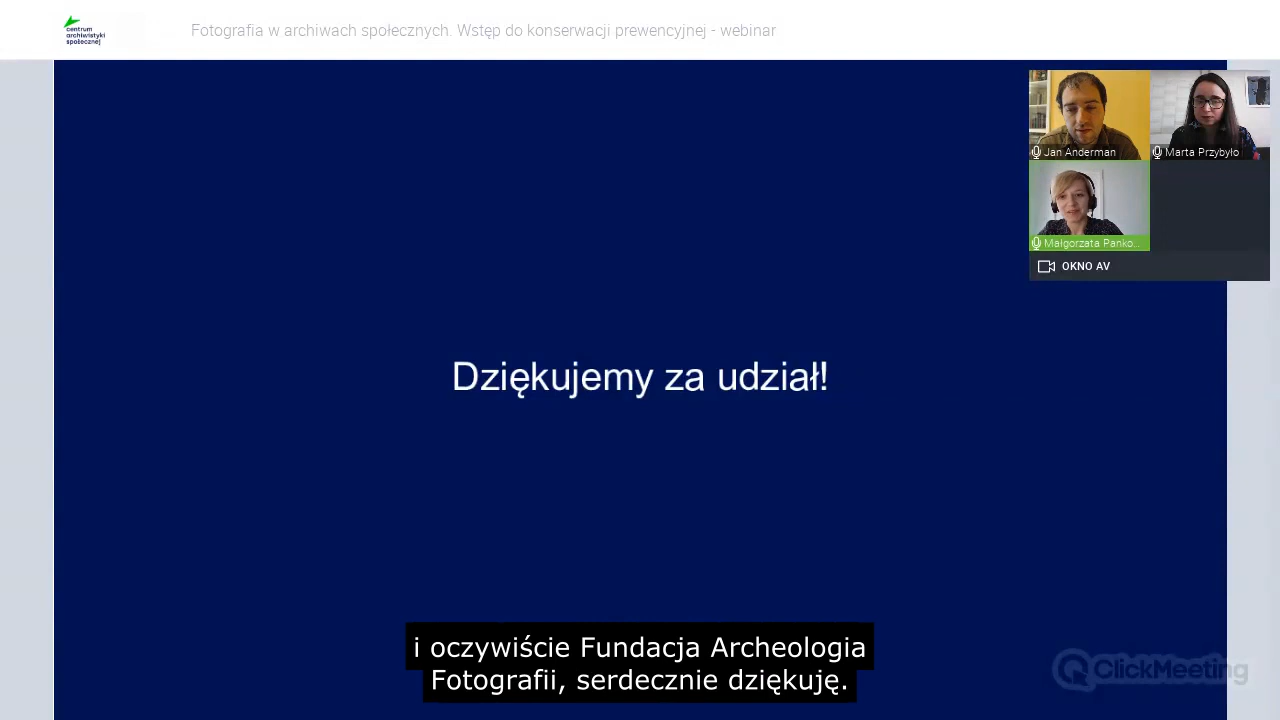 centrum
archiwistyki
społecznej
Fotografia w archiwach społecznych. Wstęp do konserwacji prewencyjnej - webinar
Jan Anderman
Marta Przybyło
Małgorzata Panko...
OKNO AV
Dziękujemy za udział!
i oczywiście Fundacja Archeologia
Fotografii, serdecznie dziękuję.
ClickMeeting